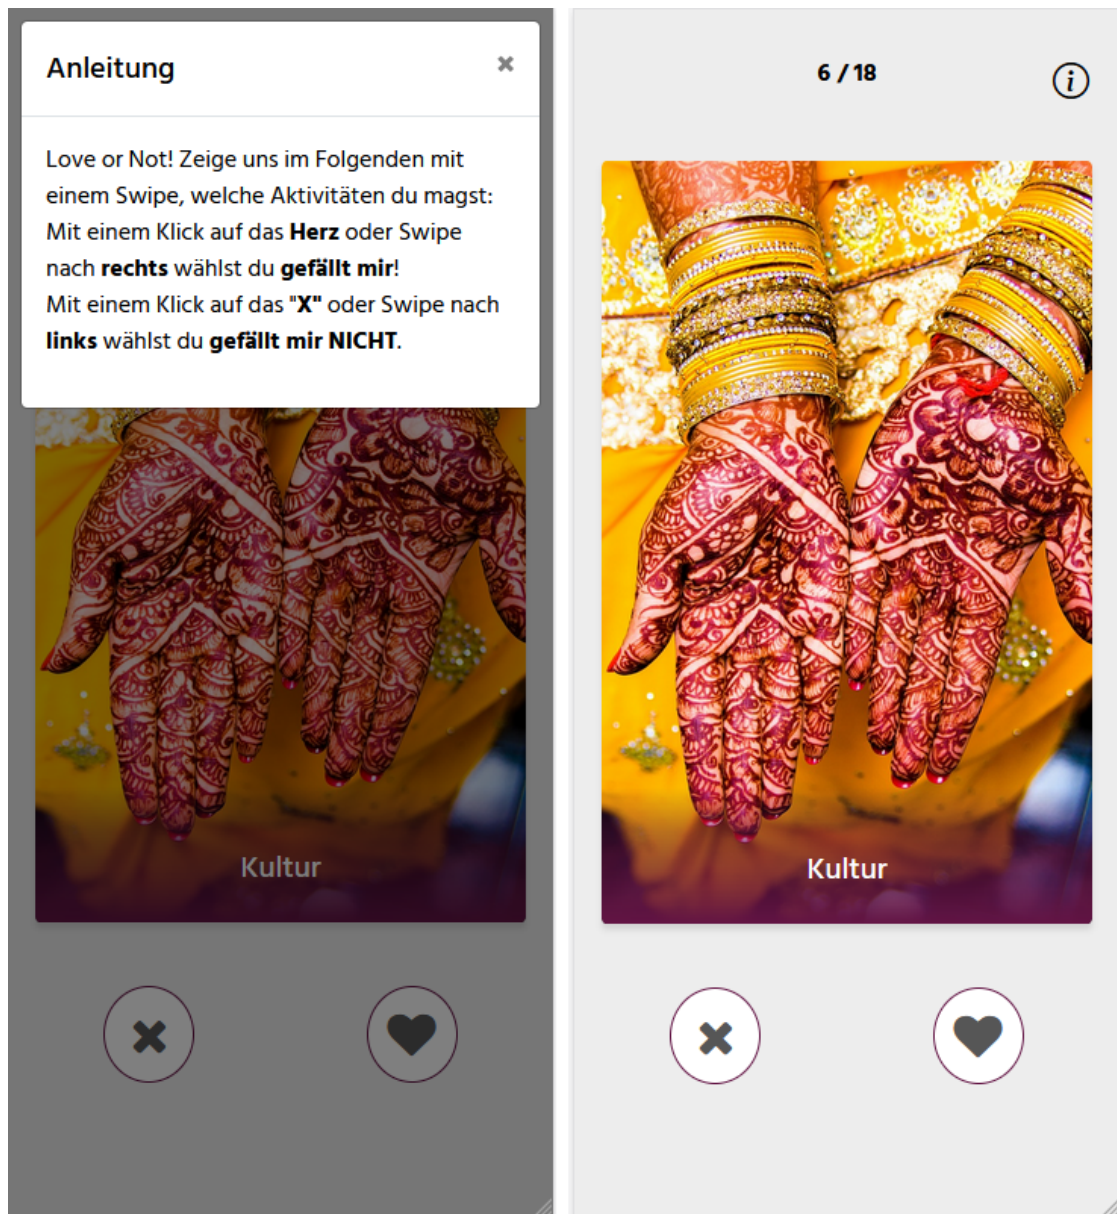 Anleitung
Love or Not! Zeige uns im Folgenden mit
einem Swipe, welche Aktivitäten du magst:
Mit einem Klick auf das Herz oder Swipe
nach rechts wählst du gefällt mir!
Mit einem Klick auf das "X" oder Swipe nach
links wählst du gefällt mir NICHT.
Kultur
6 / 18
i
Kultur